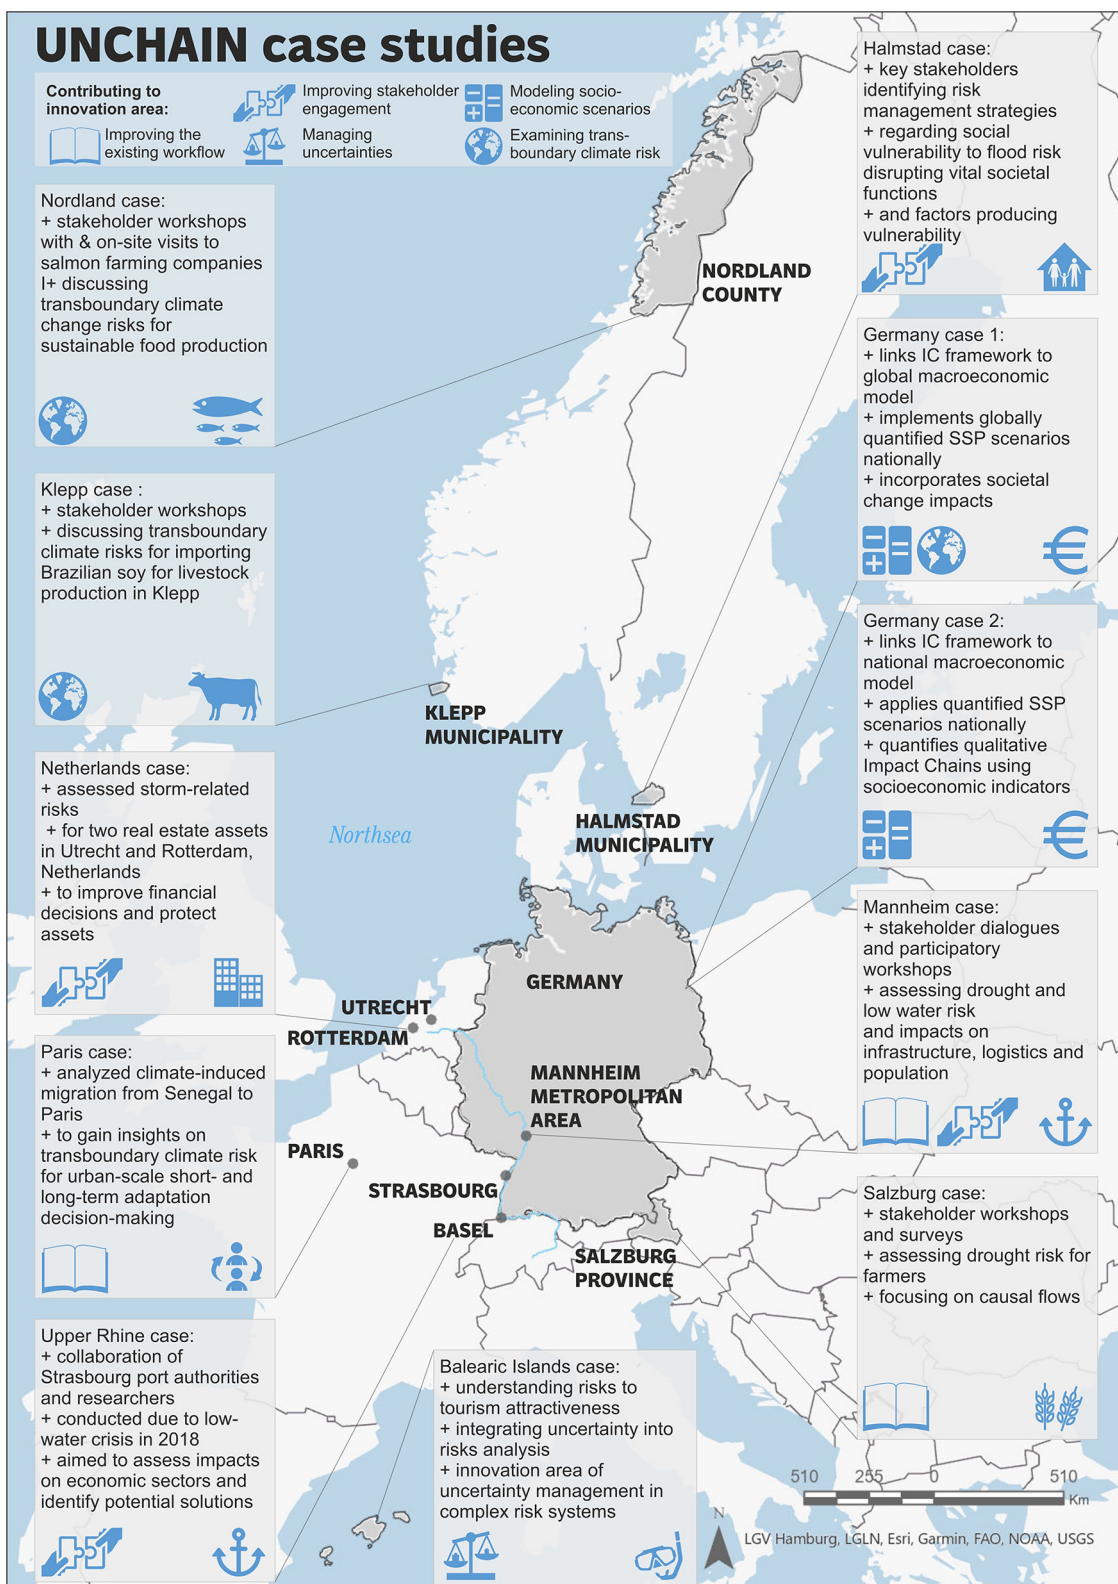 UNCHAIN case studies
Contributing to
innovation area:
Improving the
existing workflow
Improving stakeholder
engagement
Managing
uncertainties
Modeling socio-
economic scenarios
Examining trans-
boundary climate risk
Nordland case:
+ stakeholder workshops
with & on-site visits to
salmon farming companies
I+ discussing
transboundary climate
change risks for
sustainable food production
Klepp case :
+ stakeholder workshops
+ discussing transboundary
climate risks for importing
Brazilian soy for livestock
production in Klepp
Netherlands case:
+ assessed storm-related
risks
+ for two real estate assets
in Utrecht and Rotterdam,
Netherlands
+ to improve financial
decisions and protect
assets
Paris case:
+ analyzed climate-induced
migration from Senegal to
Paris
+ to gain insights on
transboundary climate risk
for urban-scale short- and
long-term adaptation
decision-making
Upper Rhine case:
+ collaboration of
Strasbourg port authorities
and researchers
+ conducted due to low-
water crisis in 2018
+ aimed to assess impacts
on economic sectors and
identify potential solutions
Balearic Islands case:
+ understanding risks to
tourism attractiveness
+ integrating uncertainty into
risks analysis
+ innovation area of
uncertainty management in
complex risk systems
Halmstad case:
+ key stakeholders
identifying risk
management strategies
+ regarding social
vulnerability to flood risk
disrupting vital societal
functions
+ and factors producing
vulnerability
Germany case 1:
+ links IC framework to
global macroeconomic
model
+ implements globally
quantified SSP scenarios
nationally
+ incorporates societal
change impacts
Germany case 2:
+ links IC framework to
national macroeconomic
model
+ applies quantified SSP
scenarios nationally
+ quantifies qualitative
Impact Chains using
socioeconomic indicators
Mannheim case:
+ stakeholder dialogues
and participatory
workshops
+ assessing drought and
low water risk
and impacts on
infrastructure, logistics and
population
Salzburg case:
+ stakeholder workshops
and surveys
+ assessing drought risk for
farmers
+ focusing on causal flows
NORDLAND
COUNTY
KLEPP
MUNICIPALITY
Northsea
HALMSTAD
MUNICIPALITY
GERMANY
UTRECHT
ROTTERDAM
MANNHEIM
METROPOLITAN
AREA
PARIS
STRASBOURG
BASEL
SALZBURG
PROVINCE
510 255 0 510
Km
N
LGV Hamburg, LGLN, Esri, Garmin, FAO, NOAA, USGS